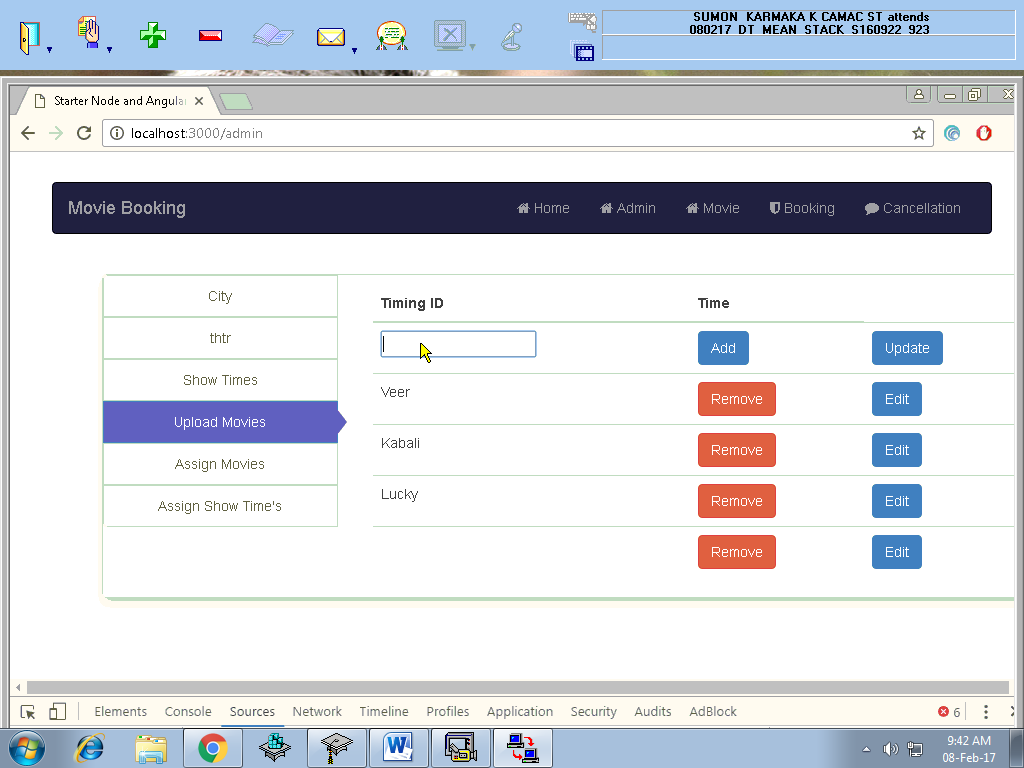 SUMON KARMAKA K CAMAC ST attends
080217 DT MEAN STACK S160922 923
Starter Node and Angula
localhost:3000/admin
Movie Booking
Home Admin Movie Booking Cancellation
City
thtr
Show Times
Upload Movies
Assign Movies
Assign Show Time's
Timing ID Time
Add Update
Veer Remove Edit
Kabali Remove Edit
Lucky Remove Edit
Remove Edit
Elements Console Sources Network Timeline Profiles Application Security Audits AdBlock 6
9:42 AM
08-Feb-17